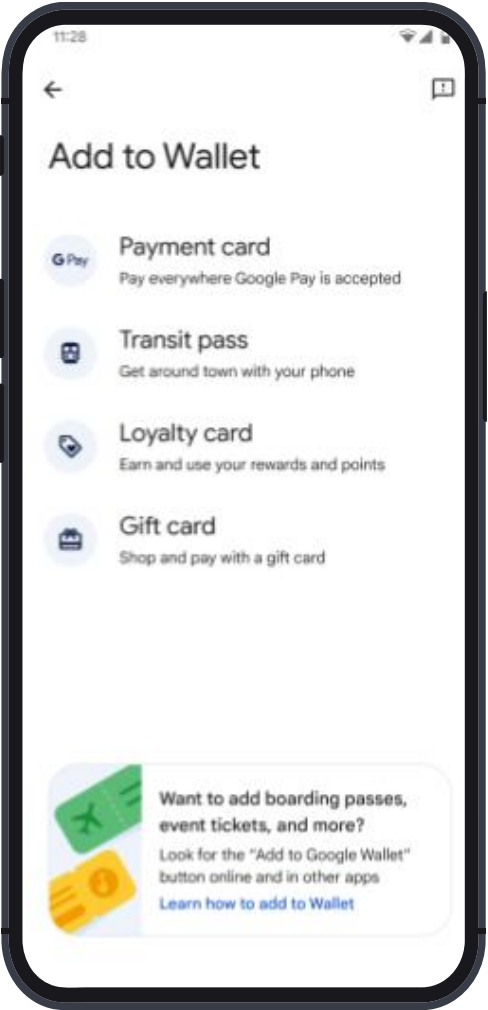 11:28
Add to Wallet
G Pay
Payment card
Pay everywhere Google Pay is accepted
Transit pass
Get around town with your phone
Loyalty card
Earn and use your rewards and points
Gift card
Shop and pay with a gift card
Want to add boarding passes,
event tickets, and more?
Look for the “Add to Google Wallet”
button online and in other apps
Learn how to add to Wallet